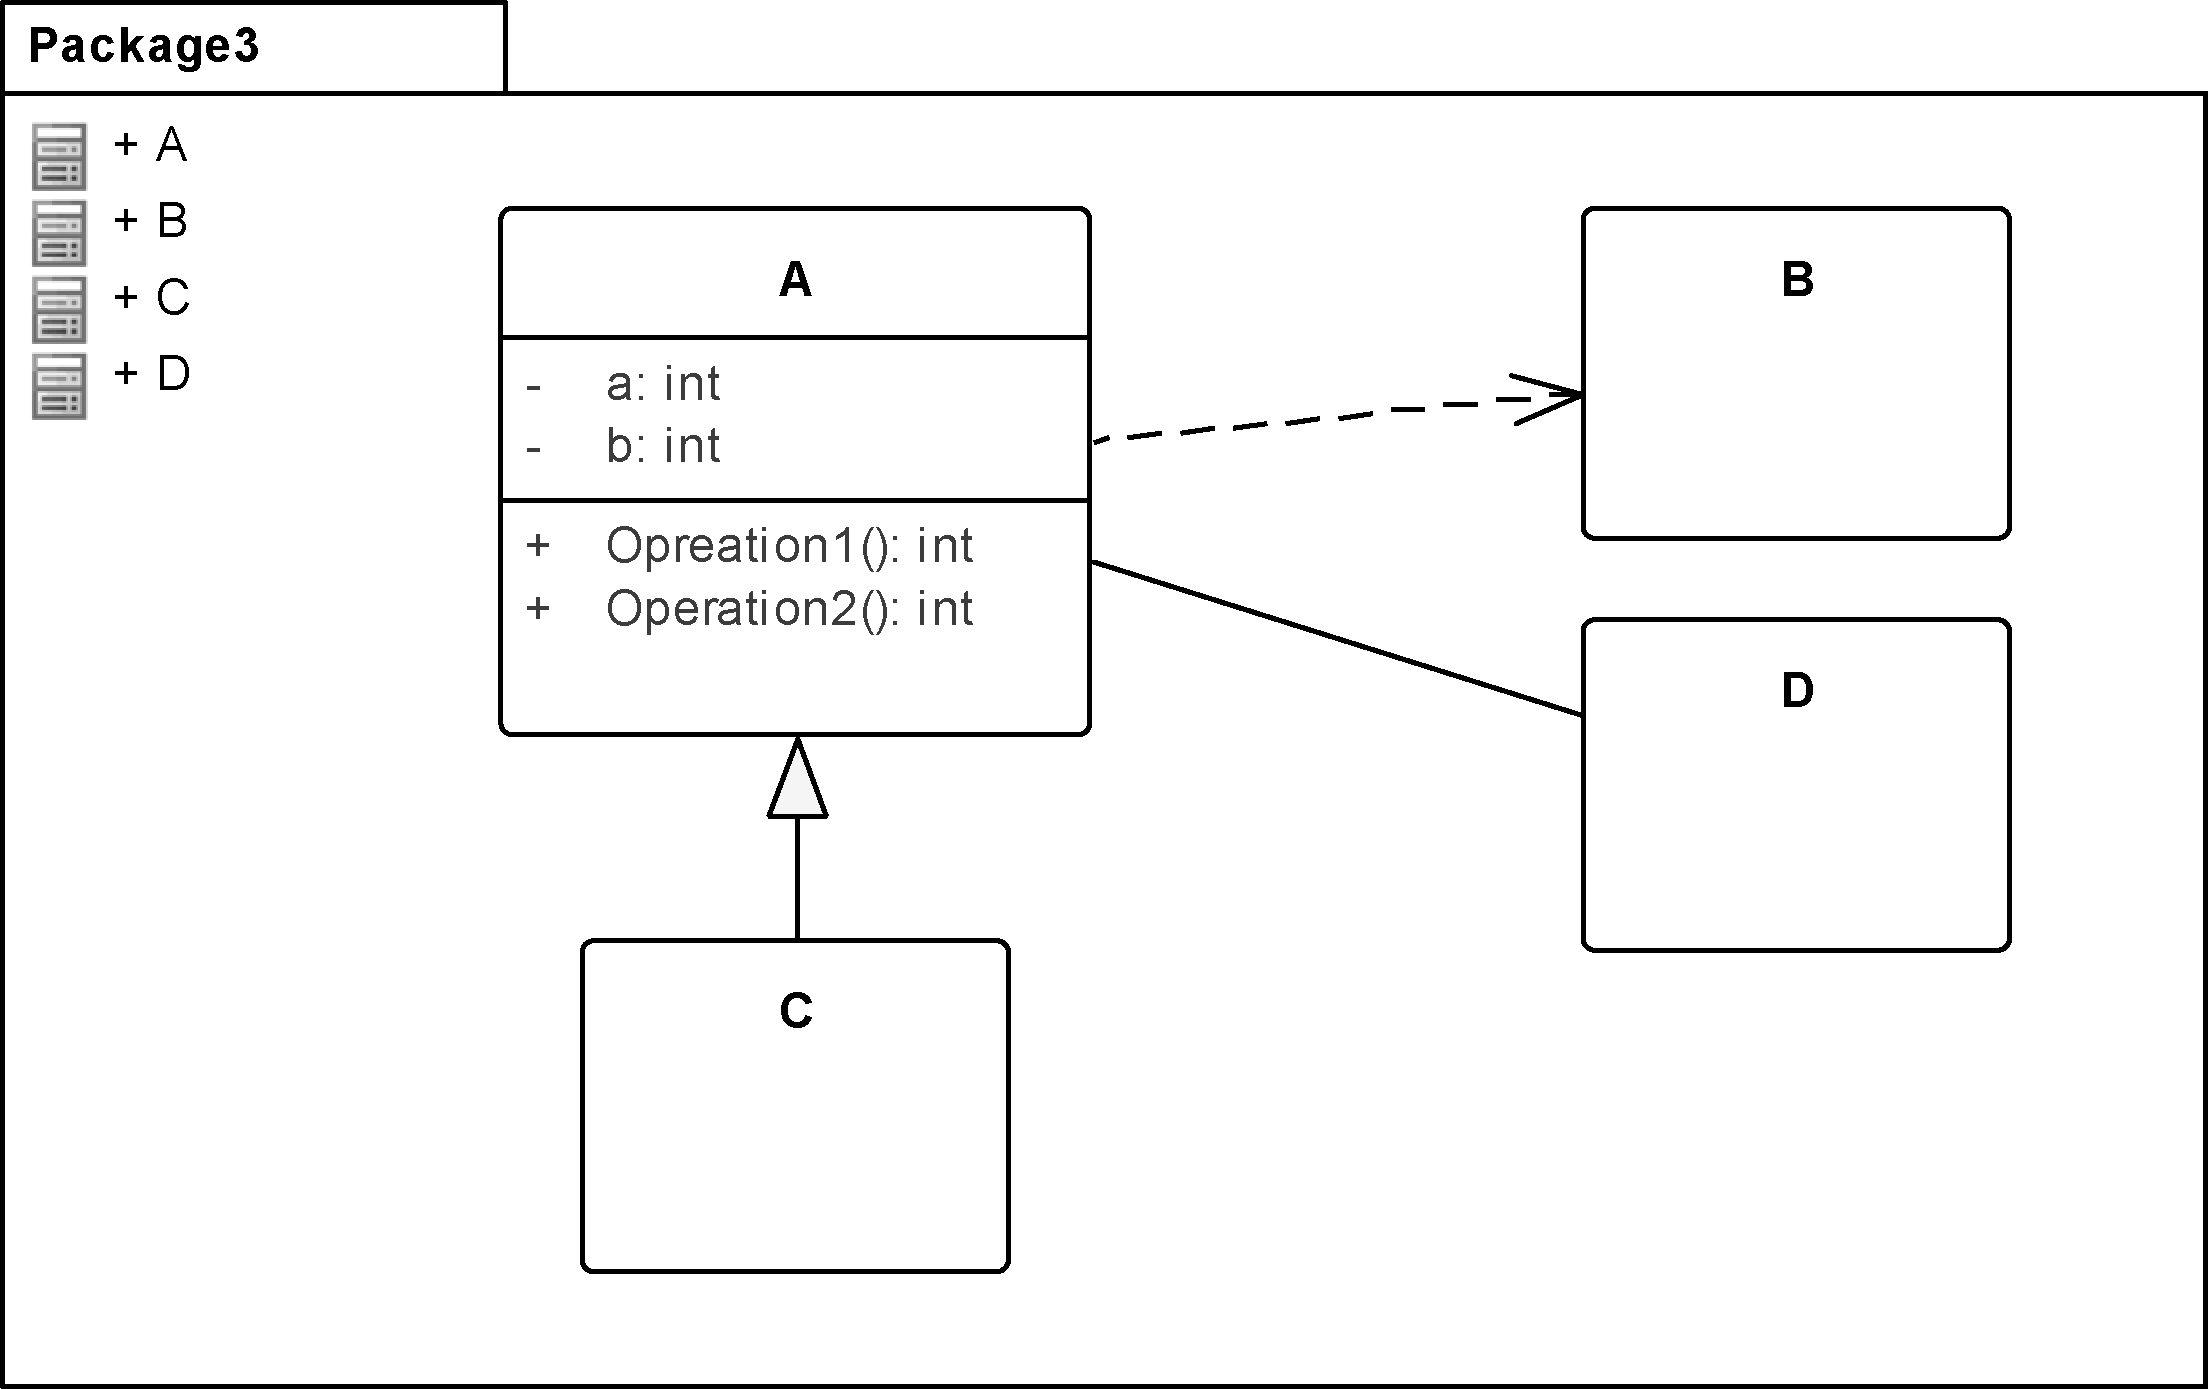 Package3
+ A
+ B
+ C
+ D
A
- a: int
- b: int
+ Opreation1(): int
+ Operation2(): int
B
D
C